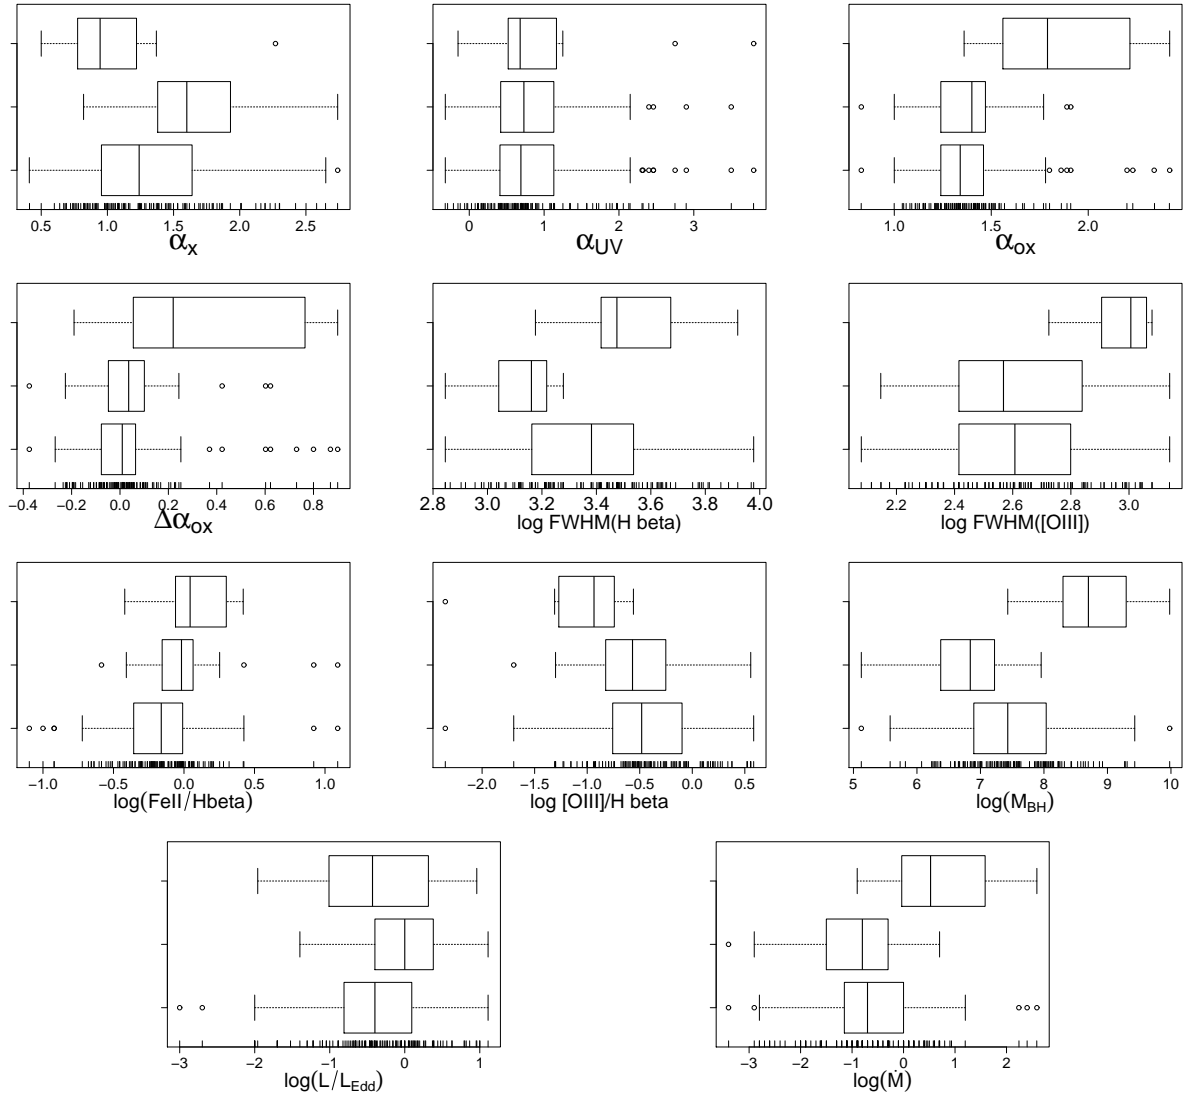 0.5 1.0 1.5 2.0 2.5
αx
0 1 2 3
αUV
1.0 1.5 2.0
αox
−0.4 −0.2 0.0 0.2 0.4 0.6 0.8
Δαox
2.8 3.0 3.2 3.4 3.6 3.8 4.0
log FWHM(H beta)
2.2 2.4 2.6 2.8 3.0
log FWHM([OIII])
−1.0 −0.5 0.0 0.5 1.0
log(FeII/Hbeta)
−2.0 −1.5 −1.0 −0.5 0.0 0.5
log [OIII]/H beta
5 6 7 8 9 10
log(MBH)
−3 −2 −1 0 1
log(L/LEdd)
−3 −2 −1 0 1 2
log(Ṁ)